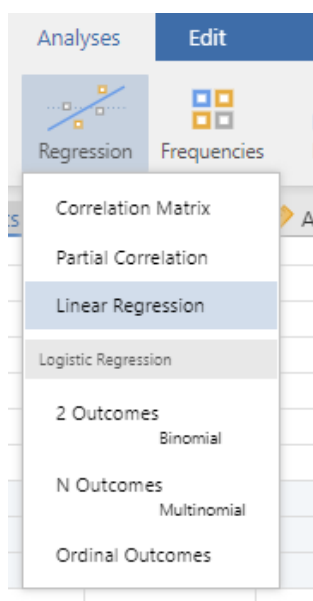 Analyses Edit
Regression Frequencies
Correlation Matrix
Partial Correlation
Linear Regression
Logistic Regression
2 Outcomes
Binomial
N Outcomes
Multinomial
Ordinal Outcomes